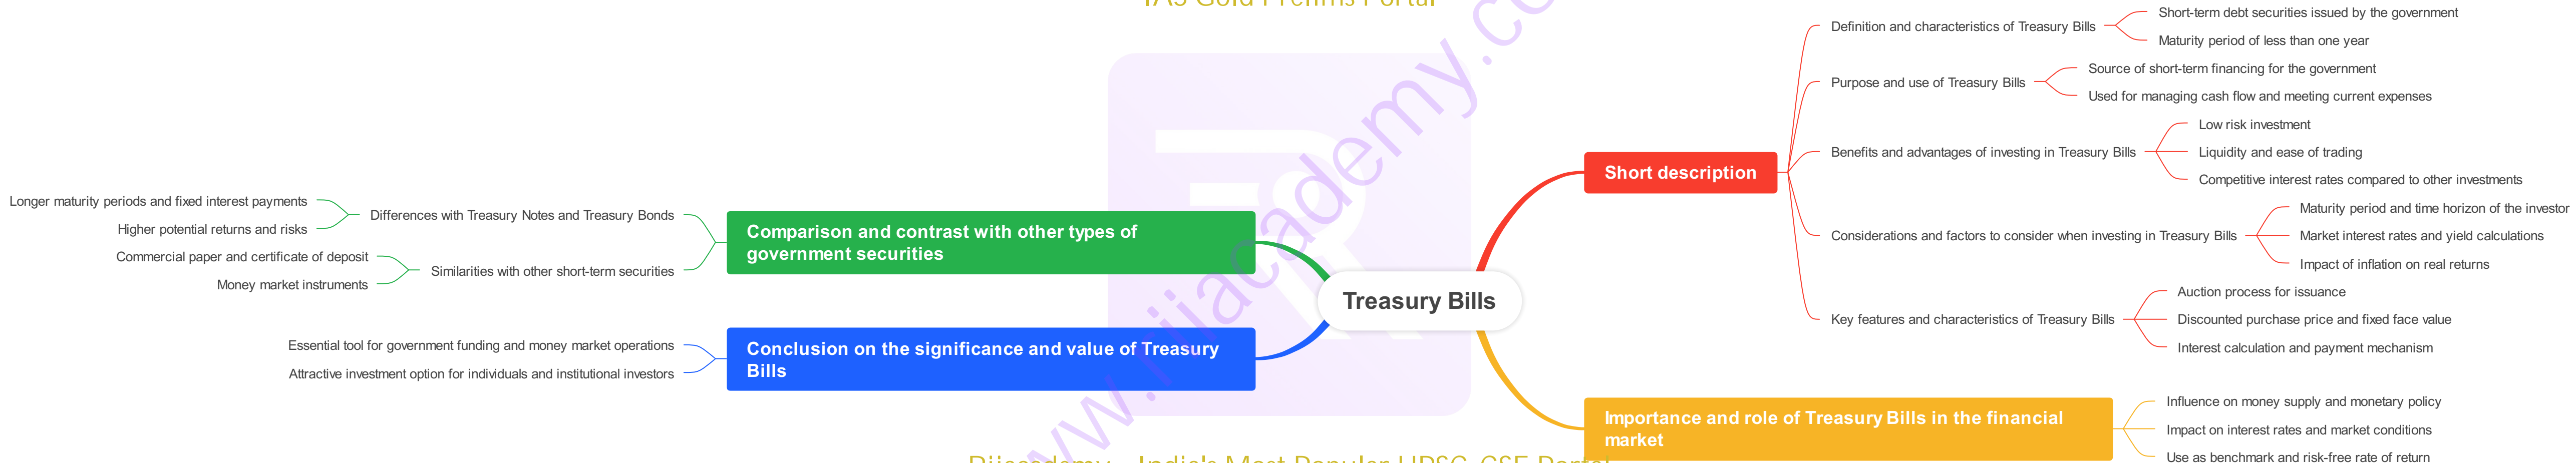 IAS Gold Prelims Portal
Short-term debt securities issued by the government
Definition and characteristics of Treasury Bills
Maturity period of less than one year
Source of short-term financing for the government
Purpose and use of Treasury Bills
Used for managing cash flow and meeting current expenses
Low risk investment
Benefits and advantages of investing in Treasury Bills
Liquidity and ease of trading
Competitive interest rates compared to other investments
Short description
Maturity period and time horizon of the investor
Considerations and factors to consider when investing in Treasury Bills
Market interest rates and yield calculations
Impact of inflation on real returns
Auction process for issuance
Key features and characteristics of Treasury Bills
Discounted purchase price and fixed face value
Interest calculation and payment mechanism
Longer maturity periods and fixed interest payments
Differences with Treasury Notes and Treasury Bonds
Higher potential returns and risks
Comparison and contrast with other types of
government securities
Commercial paper and certificate of deposit
Similarities with other short-term securities
Money market instruments
Treasury Bills
Essential tool for government funding and money market operations
Conclusion on the significance and value of Treasury
Bills
Attractive investment option for individuals and institutional investors
Importance and role of Treasury Bills in the financial
market
Influence on money supply and monetary policy
Impact on interest rates and market conditions
Use as benchmark and risk-free rate of return
Rijacademy - India's Most Popular UPSC-CSE Portal